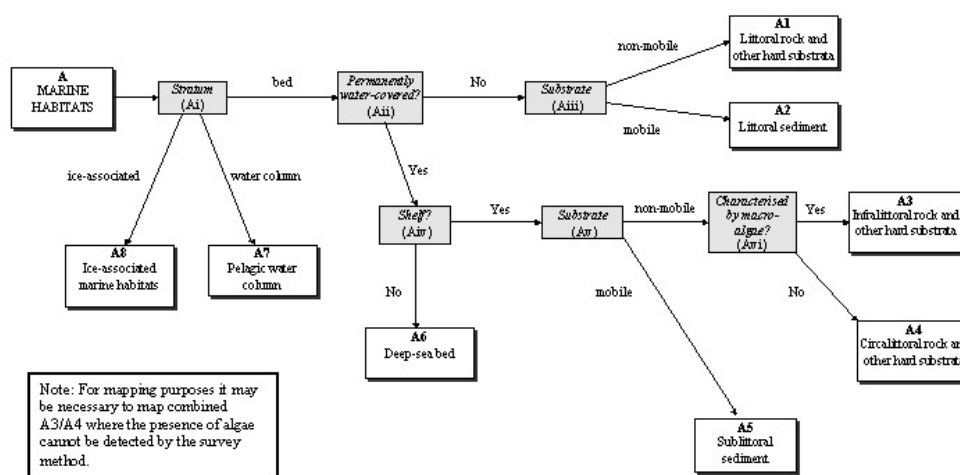 A
MARINE
HABITATS
Stratum
(Ai)
bed
Permanently
water-covered?
(Aii)
No
Substrate
(Aiii)
non-mobile
A1
Littoral rock and
other hard substrata
mobile
A2
Littoral sediment
ice-associated
water column
Yes
A8
Ice-associated
marine habitats
A7
Pelagic water
column
Shelf?
(Aiv)
Yes
Substrate
(Av)
non-mobile
Characterised
by macro-
algae?
(Avi)
Yes
A3
Infralittoral rock and
other hard substrata
No
mobile
No
A6
Deep-sea bed
A4
Circalittoral rock and
other hard substrata
A5
Sublittoral
sediment
Note: For mapping purposes it may
be necessary to map combined
A3/A4 where the presence of algae
cannot be detected by the survey
method.